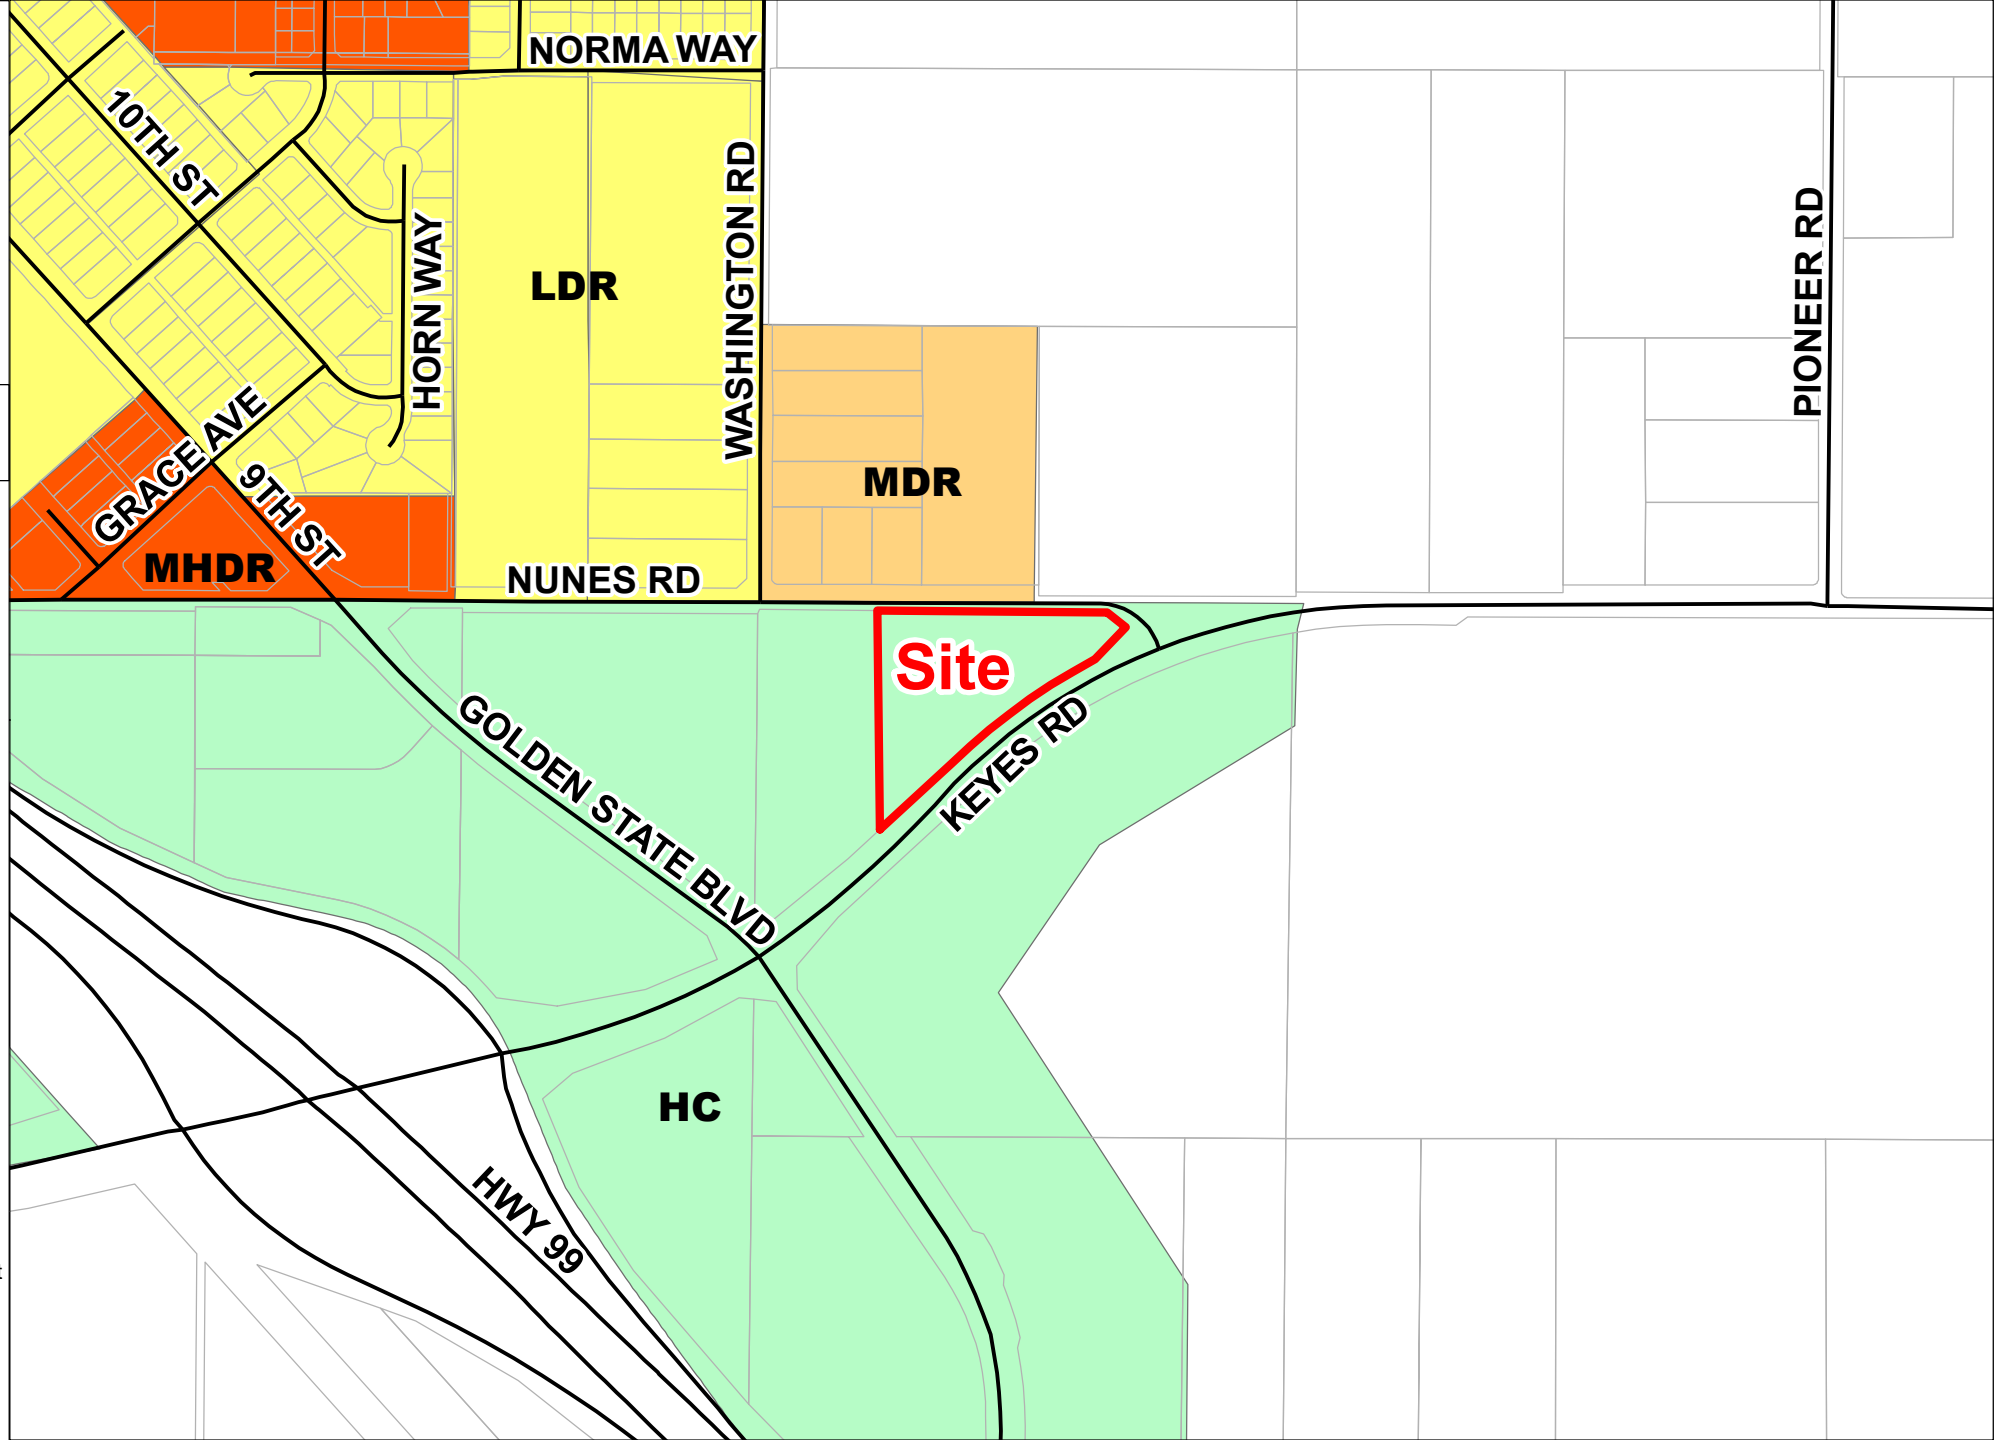 NORMA WAY
10TH ST
WASHINGTON RD
PIONEER RD
HORN WAY
LDR
GRACE AVE
9TH ST
MDR
MHDR
NUNES RD
Site
GOLDEN STATE BLVD
KEYES RD
HC
HWY 99